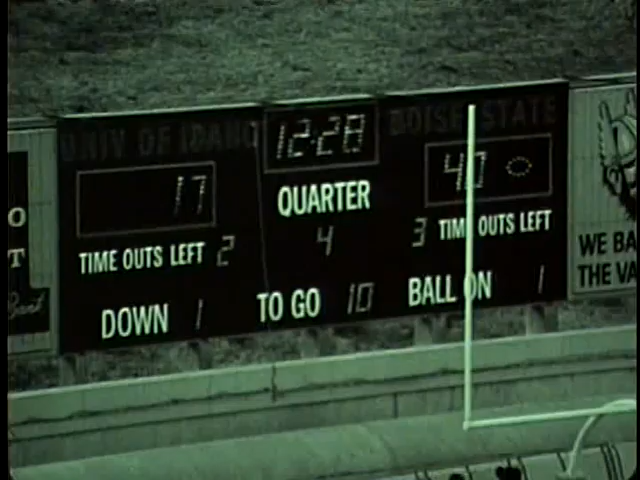 UNIV OF IDAHO 12:28 BOISE STATE
17 QUARTER 40
TIME OUTS LEFT 2 4 3 TIME OUTS LEFT
DOWN 1 TO GO 10 BALL ON 1
O
T
Bank
WE BA
THE VA